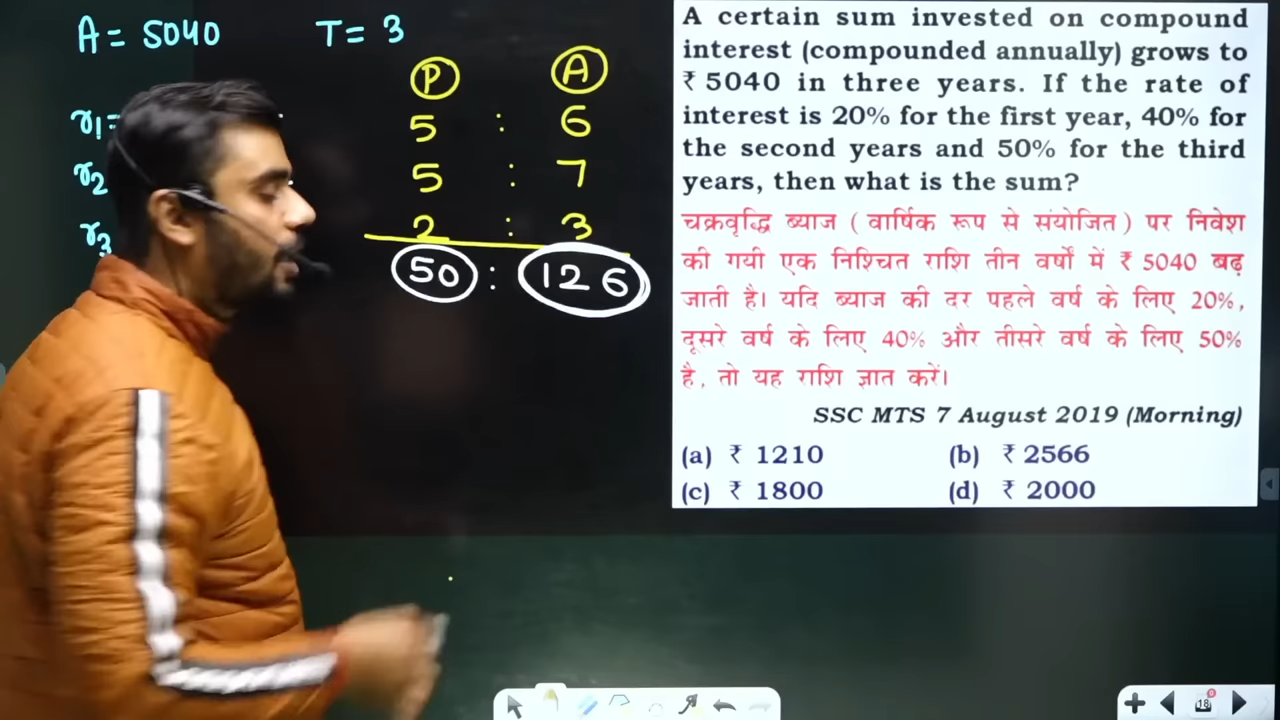 A = 5040 T = 3
P A
r1= 5 : 6
r2 5 : 7
r3 2 : 3
50 : 126
A certain sum invested on compound
interest (compounded annually) grows to
₹ 5040 in three years. If the rate of
interest is 20% for the first year, 40% for
the second years and 50% for the third
years, then what is the sum?
चक्रवृद्धि ब्याज ( वार्षिक रूप से संयोजित ) पर निवेश
की गयी एक निश्चित राशि तीन वर्षों में ₹ 5040 बढ़
जाती है। यदि ब्याज की दर पहले वर्ष के लिए 20%,
दूसरे वर्ष के लिए 40% और तीसरे वर्ष के लिए 50%
है, तो यह राशि ज्ञात करें।
SSC MTS 7 August 2019 (Morning)
(a) ₹ 1210 (b) ₹ 2566
(c) ₹ 1800 (d) ₹ 2000
18